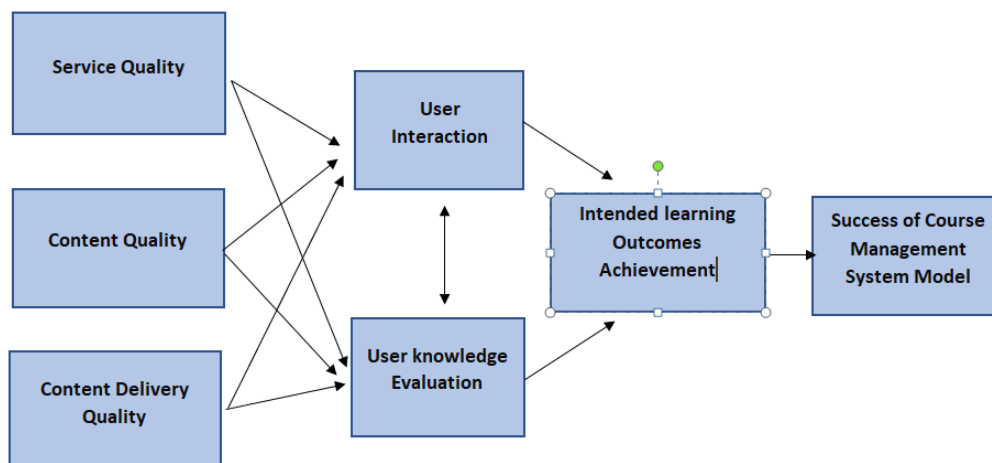 Service Quality
User
Interaction
Content Quality
Intended learning
Outcomes
Achievement
Success of Course
Management
System Model
User knowledge
Evaluation
Content Delivery
Quality